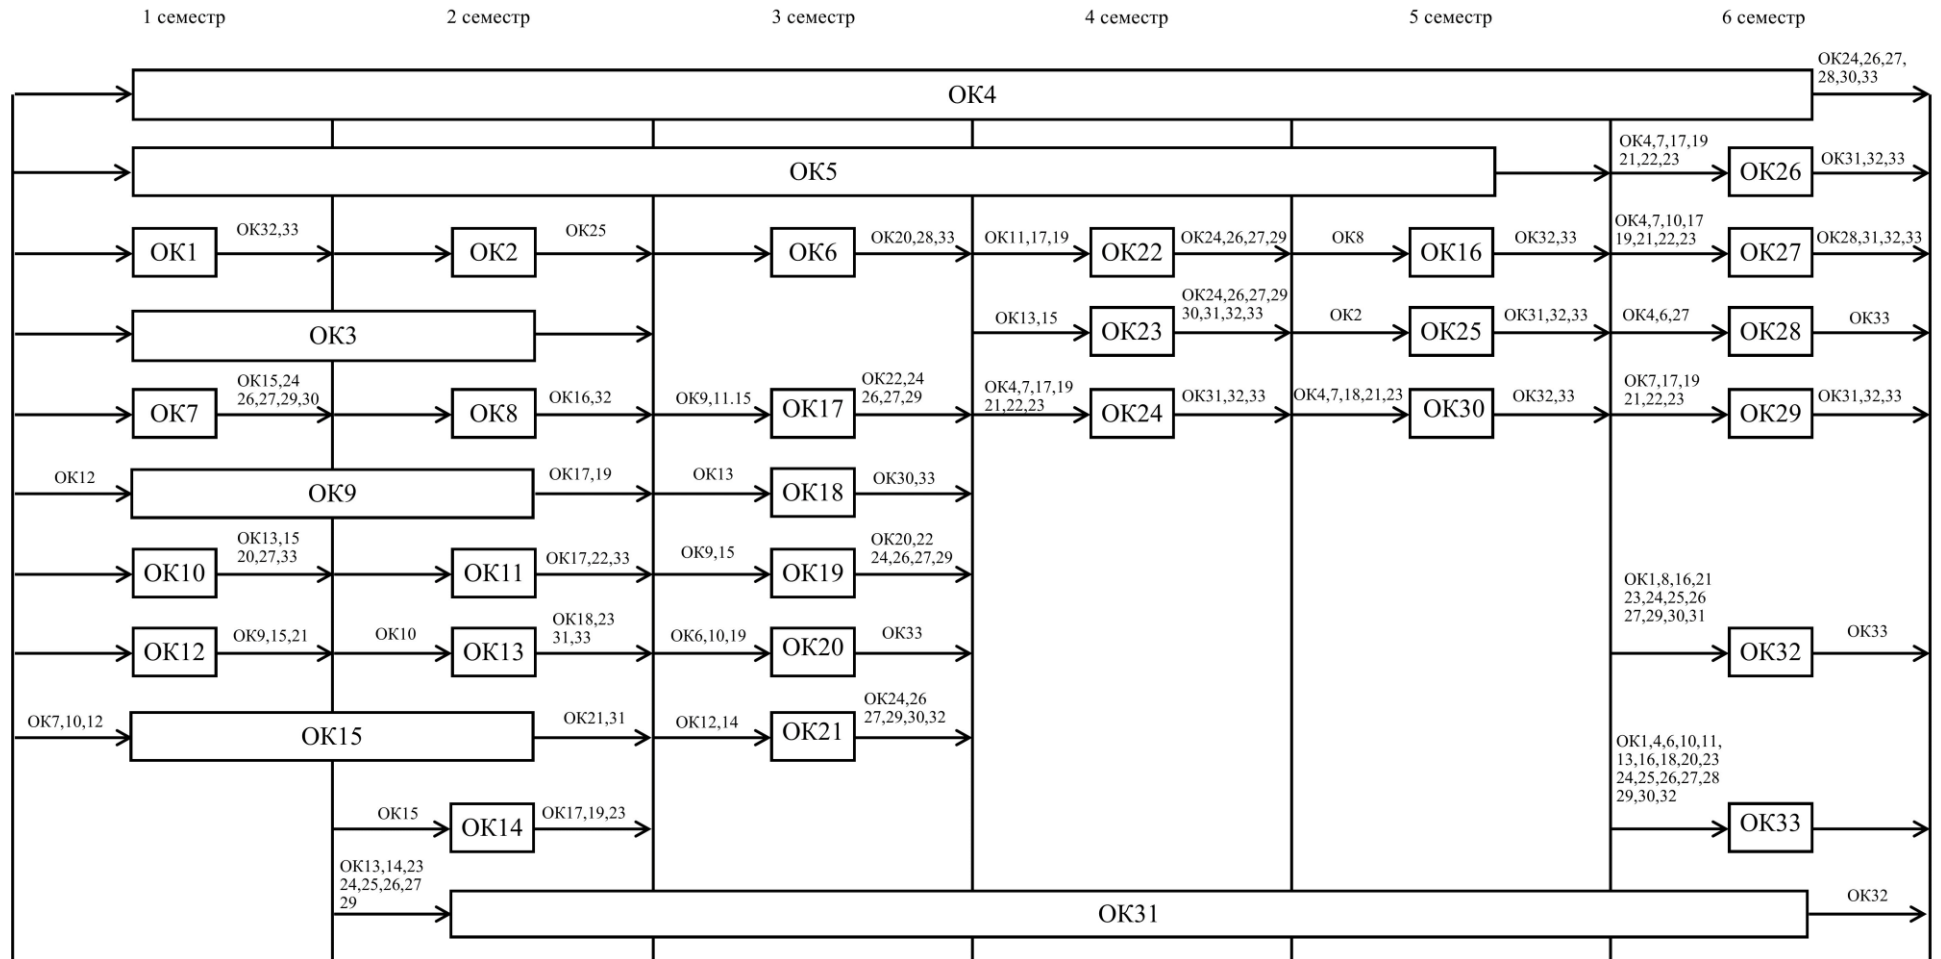 1 семестр
2 семестр
3 семестр
4 семестр
5 семестр
6 семестр
ОК4
ОК24,26,27,
28,30,33
ОК5
ОК4,7,17,19
21,22,23
ОК26
ОК31,32,33
ОК1
ОК32,33
ОК2
ОК25
ОК6
ОК20,28,33
ОК11,17,19
ОК22
ОК24,26,27,29
ОК8
ОК16
ОК32,33
ОК4,7,10,17
19,21,22,23
ОК27
ОК28,31,32,33
ОК3
ОК13,15
ОК23
ОК24,26,27,29
30,31,32,33
ОК2
ОК25
ОК31,32,33
ОК4,6,27
ОК28
ОК33
ОК7
ОК15,24
26,27,29,30
ОК8
ОК16,32
ОК9,11.15
ОК17
ОК22,24
26,27,29
ОК4,7,17,19
21,22,23
ОК24
ОК31,32,33
ОК4,7,18,21,23
ОК30
ОК32,33
ОК7,17,19
21,22,23
ОК29
ОК31,32,33
ОК12
ОК9
ОК17,19
ОК13
ОК18
ОК30,33
ОК10
ОК13,15
20,27,33
ОК11
ОК17,22,33
ОК9,15
ОК19
ОК20,22
24,26,27,29
ОК12
ОК9,15,21
ОК10
ОК13
ОК18,23
31,33
ОК6,10,19
ОК20
ОК33
ОК1,8,16,21
23,24,25,26
27,29,30,31
ОК32
ОК33
ОК7,10,12
ОК15
ОК21,31
ОК12,14
ОК21
ОК24,26
27,29,30,32
ОК15
ОК14
ОК17,19,23
ОК1,4,6,10,11,
13,16,18,20,23
24,25,26,27,28
29,30,32
ОК33
ОК13,14,23
24,25,26,27
29
ОК31
ОК32